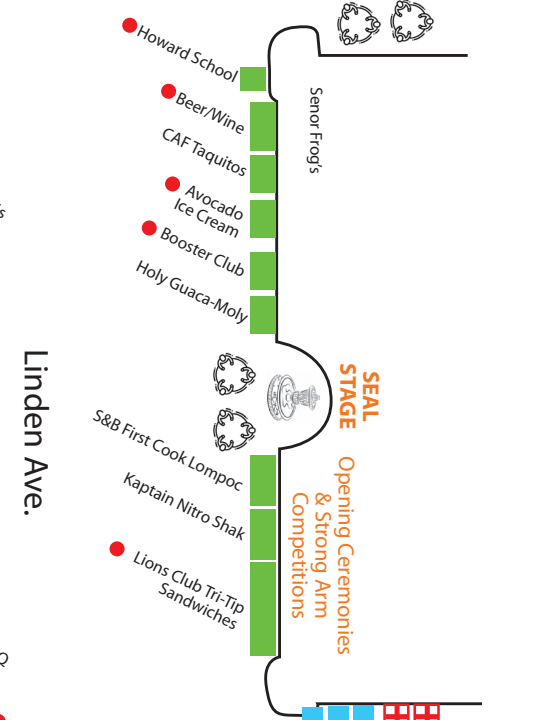 Howard School
Beer/Wine
CAF Taquitos
Avocado
Ice Cream
Booster Club
Holy Guaca-Moly
Senor Frog's
SEAL
STAGE
Linden Ave.
S&B First Cook Lompoc
Kaptain Nitro Shak
Lions Club Tri-Tip
Sandwiches
Opening Ceremonies
& Strong Arm
Competitions